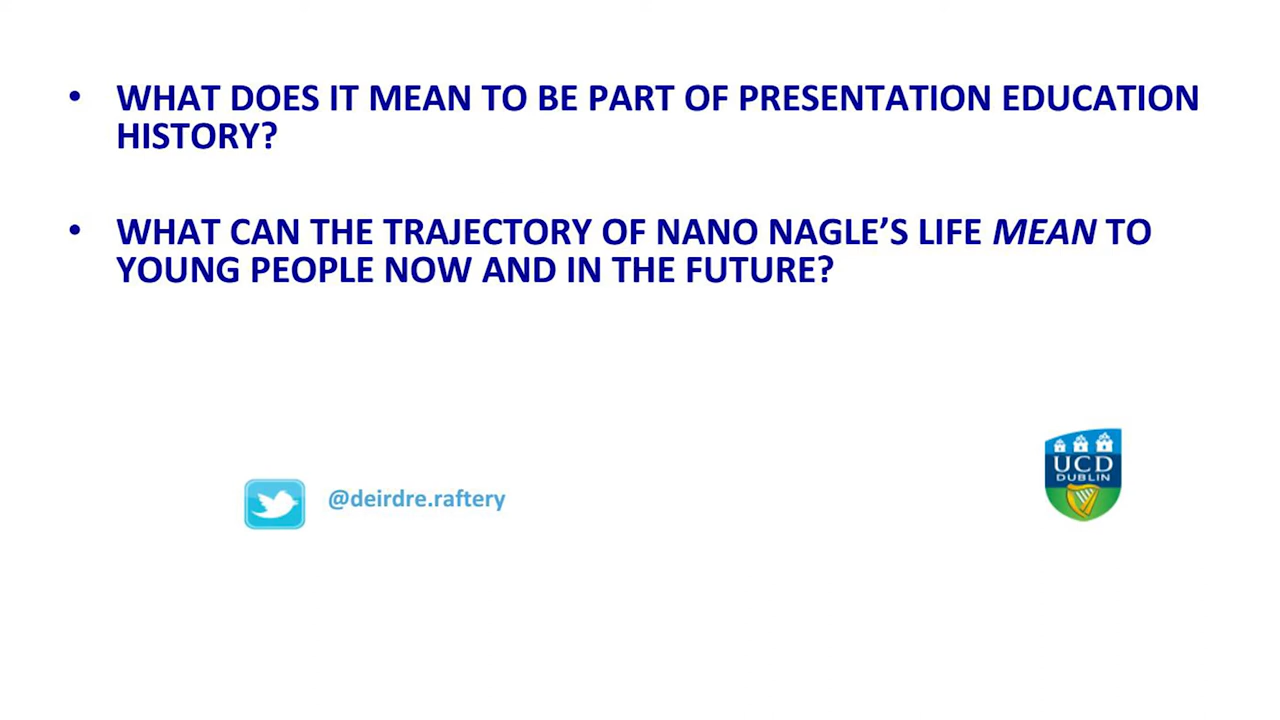 • WHAT DOES IT MEAN TO BE PART OF PRESENTATION EDUCATION
HISTORY?
• WHAT CAN THE TRAJECTORY OF NANO NAGLE’S LIFE MEAN TO
YOUNG PEOPLE NOW AND IN THE FUTURE?
@deirdre.raftery
UCD
DUBLIN